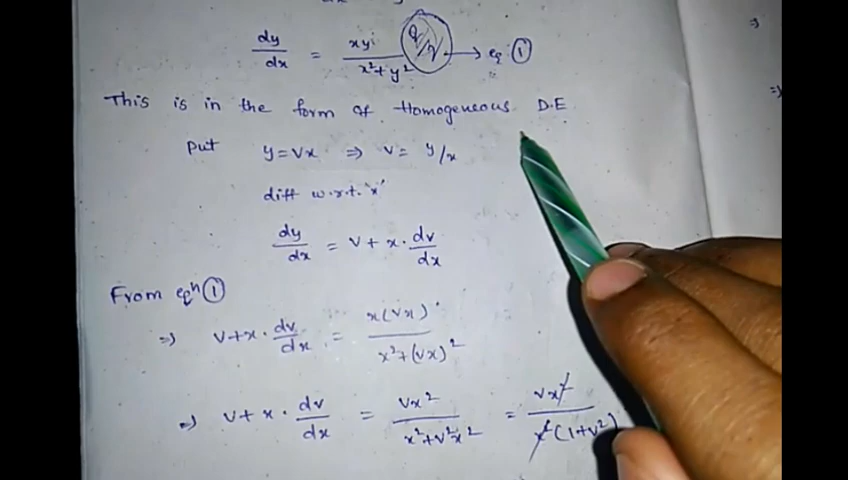 dy/dx = xy/x²+y² → eq ①
This is in the form of Homogeneous D.E
put y = vx ⇒ v = y/x
diff w.r.t. 'x'
dy/dx = v + x · dv/dx
From eqⁿ ①
⇒ v+x · dv/dx = x(vx)/x²+(vx)²
⇒ v+x · dv/dx = vx²/x²+v²x² = vx²/x²(1+v²)